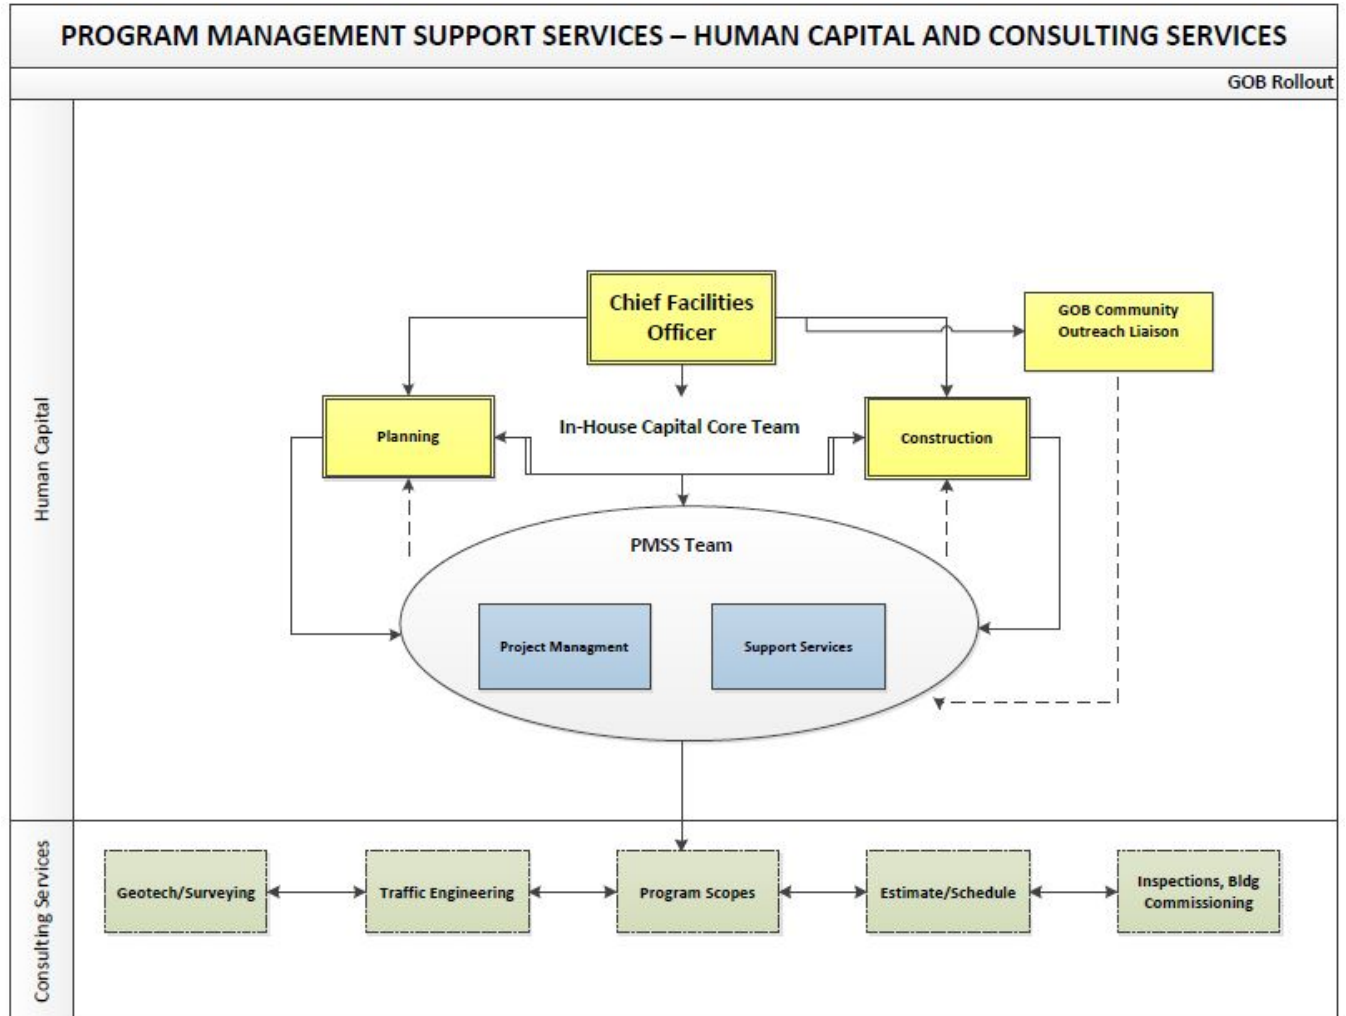 PROGRAM MANAGEMENT SUPPORT SERVICES – HUMAN CAPITAL AND CONSULTING SERVICES
GOB Rollout
Human Capital
Chief Facilities
Officer
GOB Community
Outreach Liaison
Planning
In-House Capital Core Team
Construction
PMSS Team
Project Managment
Support Services
Consulting Services
Geotech/Surveying
Traffic Engineering
Program Scopes
Estimate/Schedule
Inspections, Bldg
Commissioning